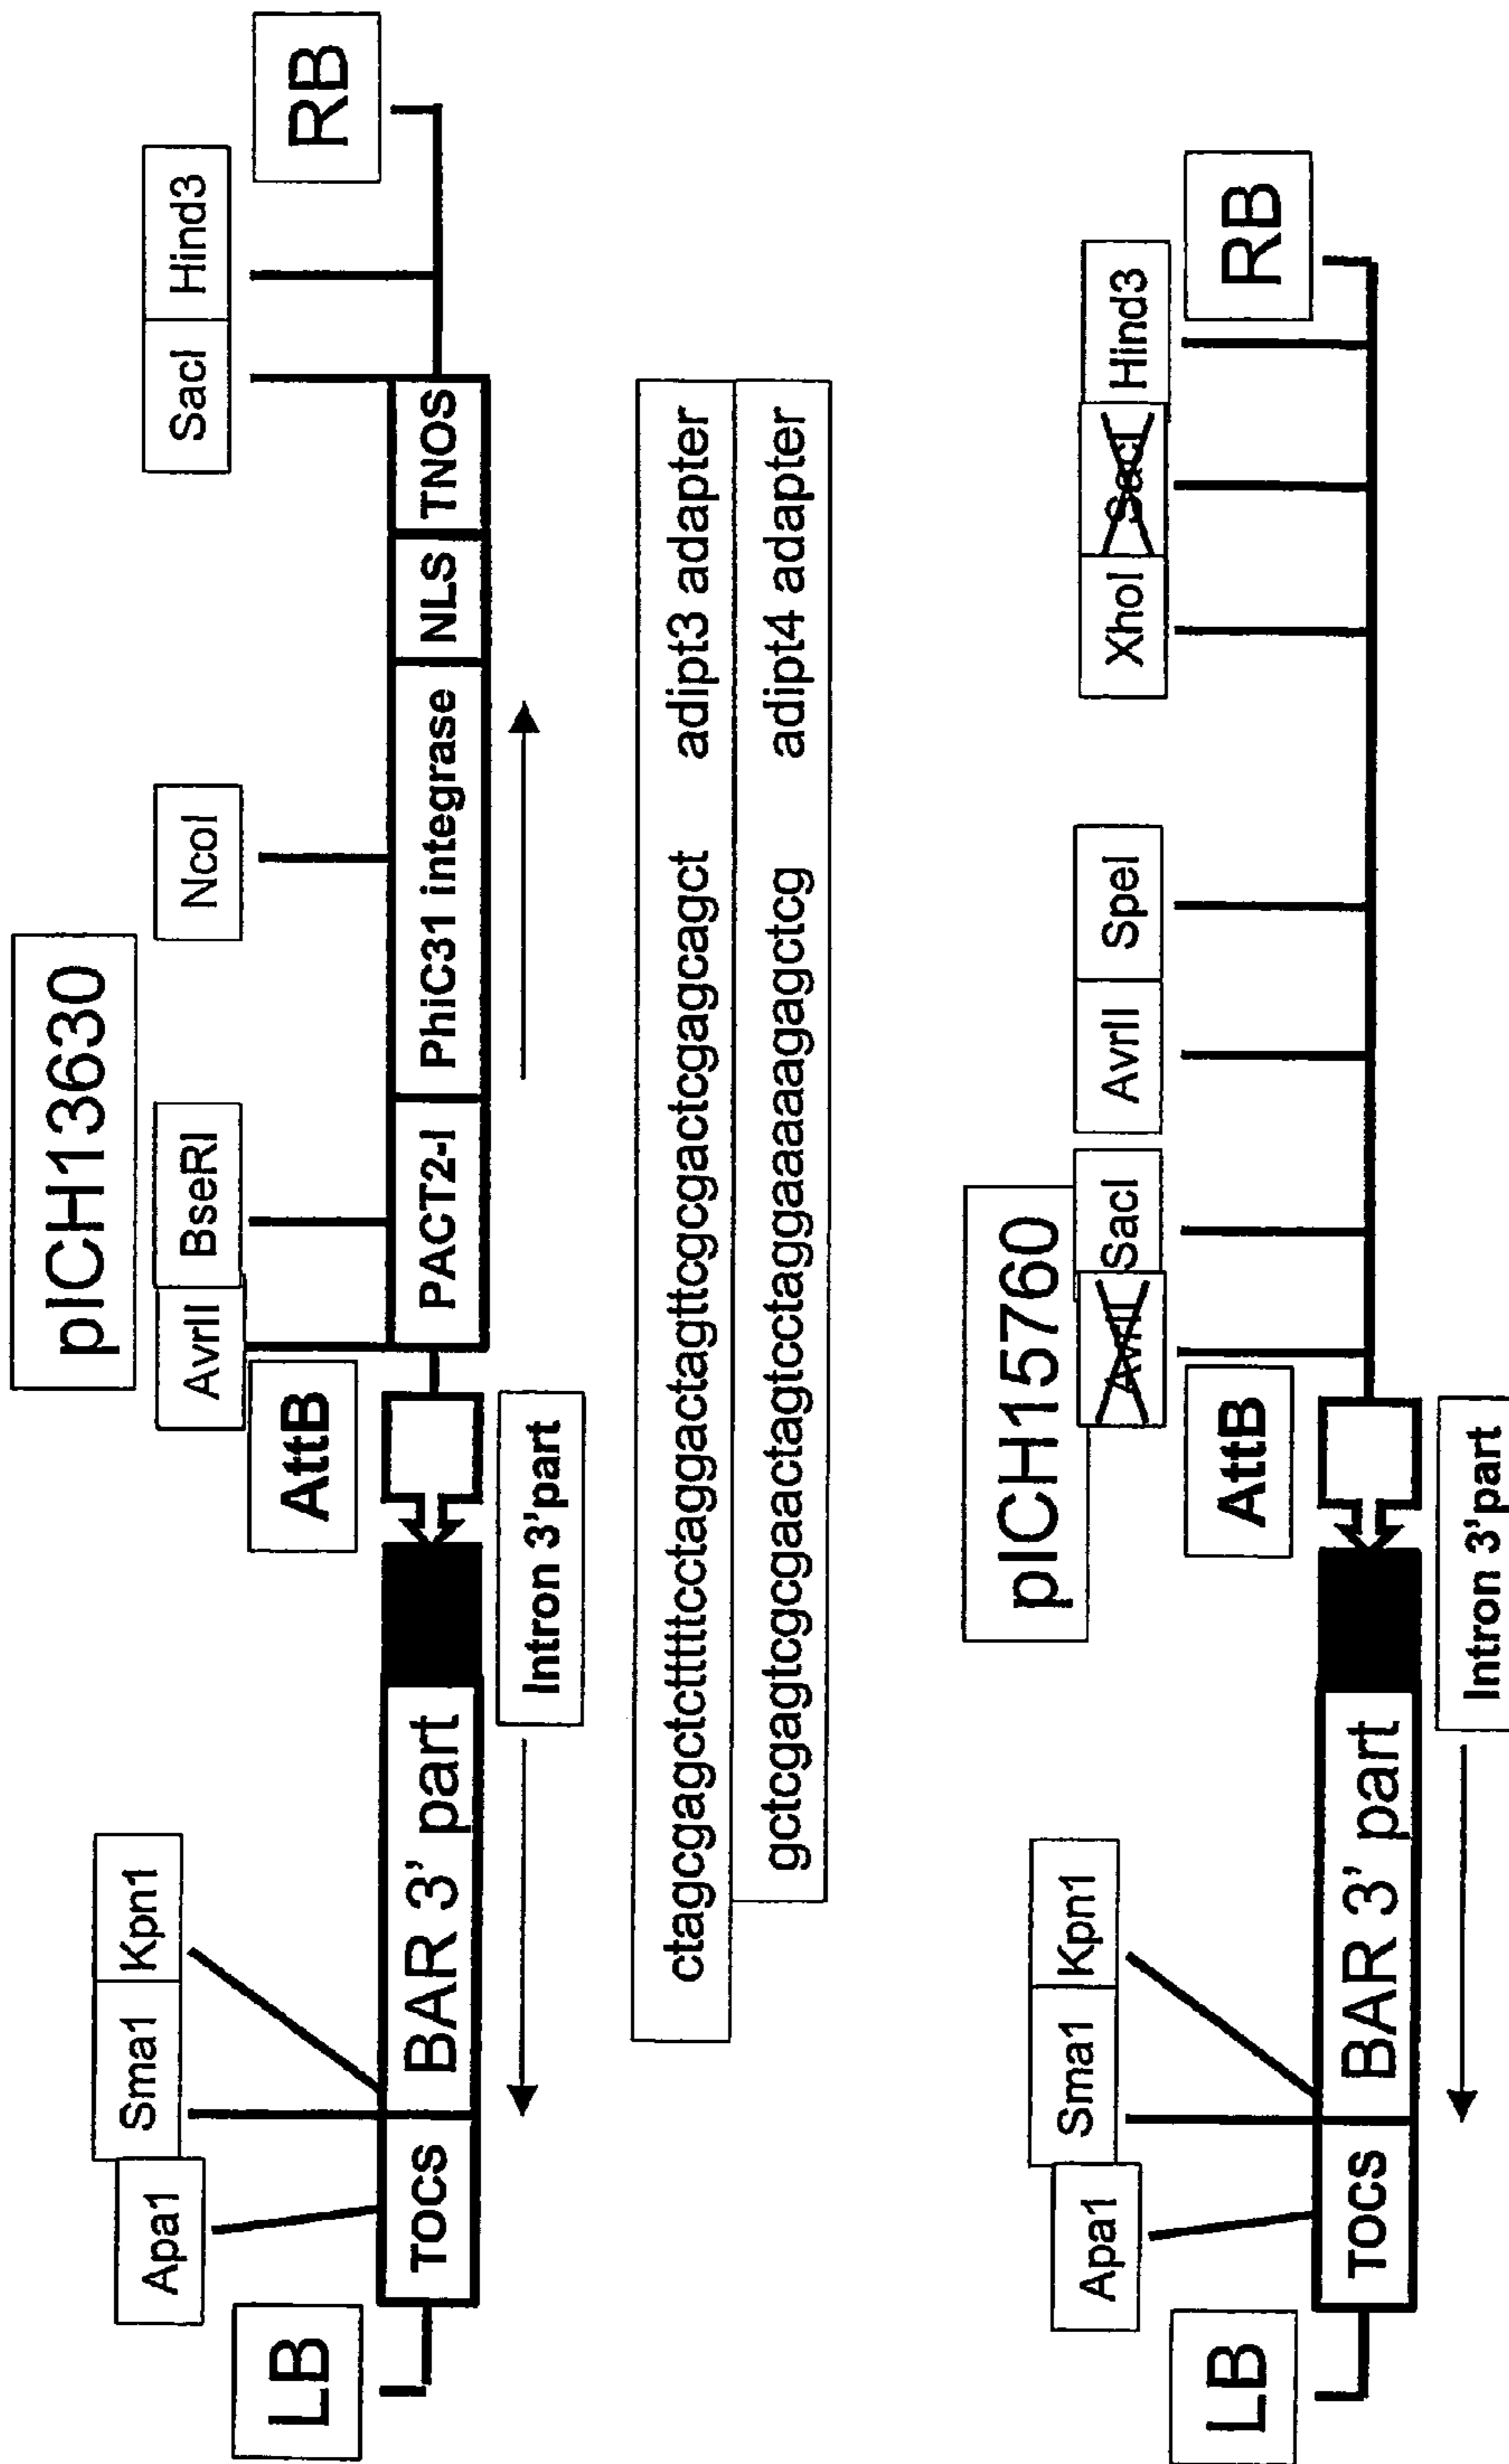 pICH13630
AvrII
BseRI
NcoI
SacI
Hind3
Apa1
Sma1
Kpn1
LB
AttB
RB
TOCS
BAR 3' part
PACT2-I
PhiC31 integrase
NLS
TNOS
Intron 3'part
ctagcgagctcttttcctaggactagttcgcgactcgagcagct adipt3 adapter
gctcgagtcgcgaactagtcctaggaaaagagctcg adipt4 adapter
pICH15760
AvrII
SacI
AvrII
SpeI
XhoI
SacI
Hind3
Apa1
Sma1
Kpn1
LB
AttB
RB
TOCS
BAR 3' part
Intron 3'part